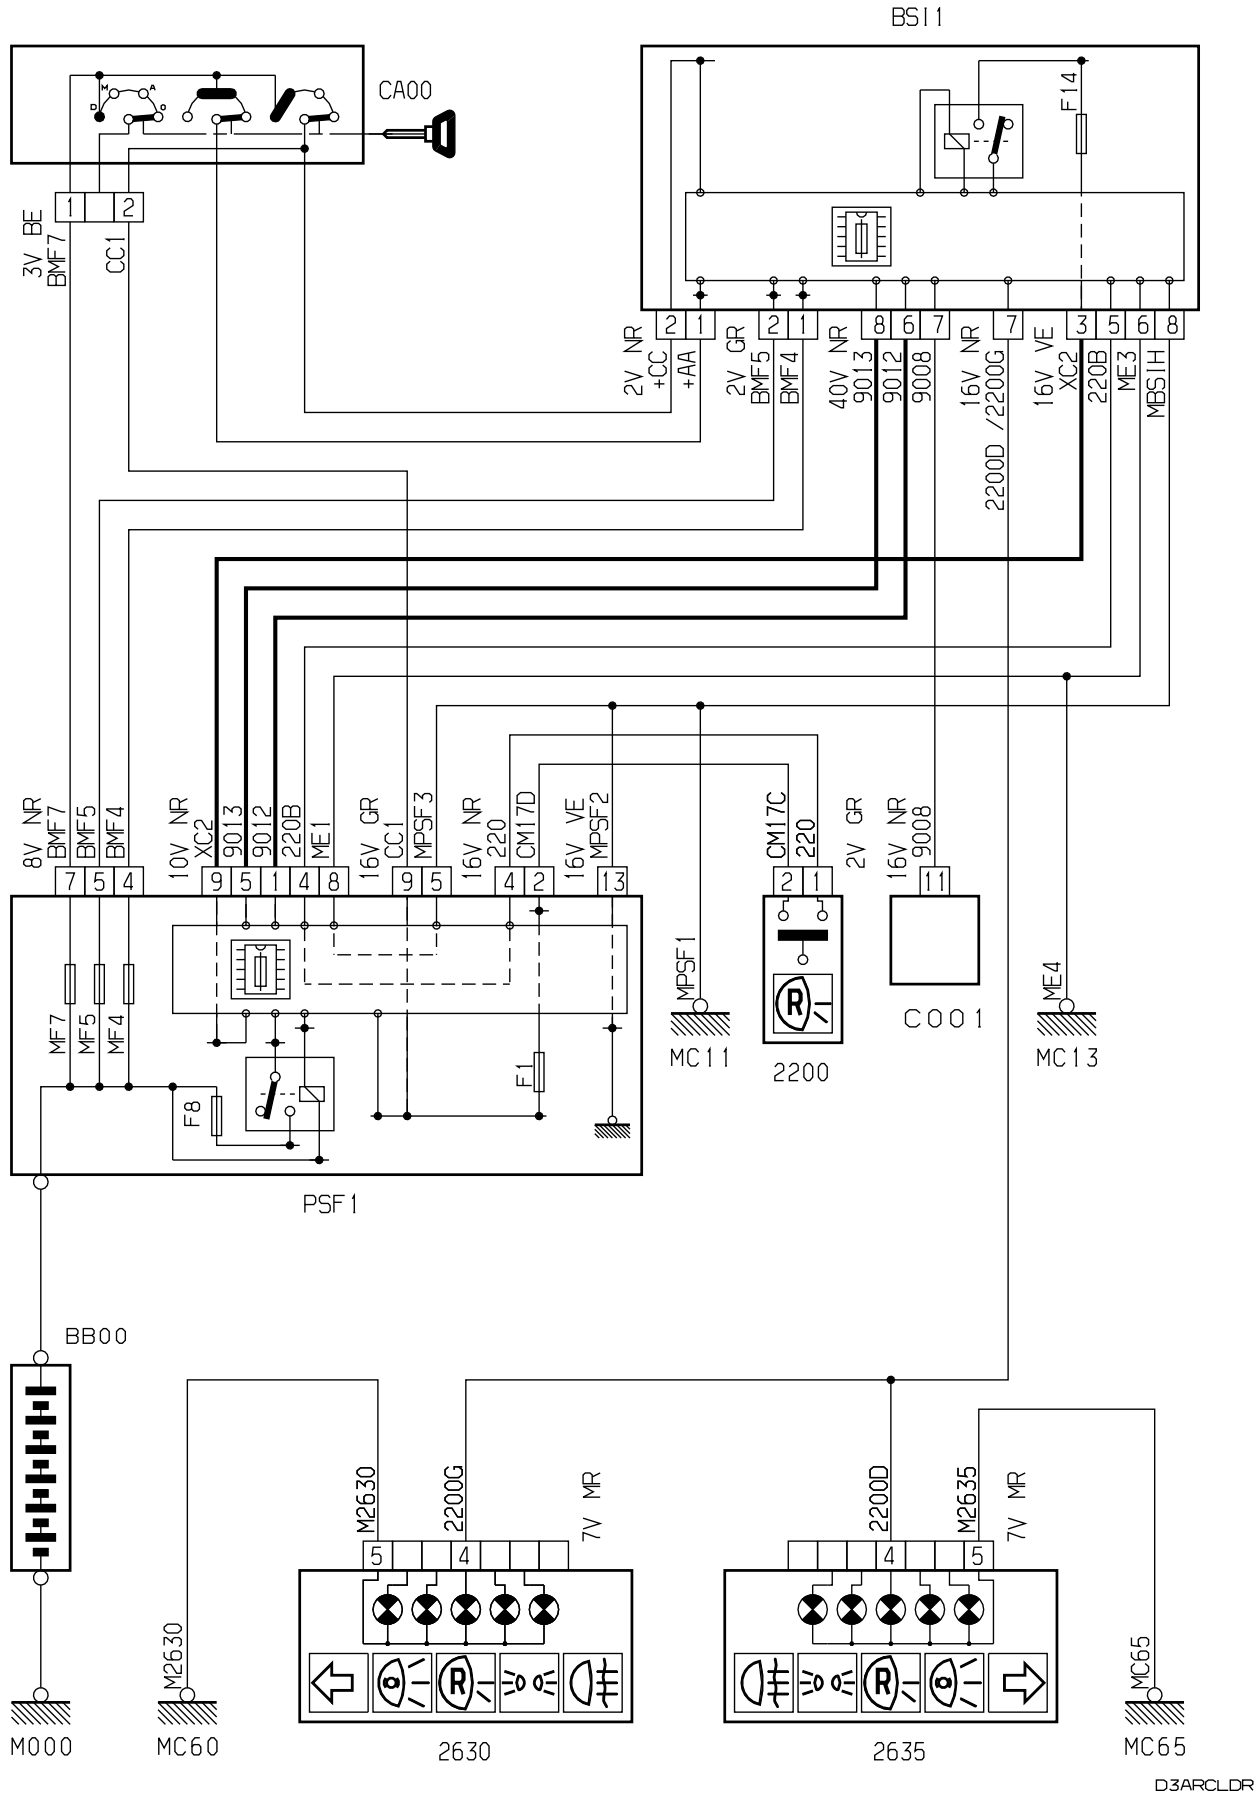 BSI1
CA00
M
A
D
O
F14
1
2
3V BE
BMF7
CC1
2
1
2
1
8
6
7
7
3
5
6
8
2V NR
+CC
+AA
2V GR
BMF5
BMF4
40V NR
9013
9012
9008
16V NR
2200D /2200G
16V VE
XC2
220B
ME3
MBSIH
8V NR
BMF7
BMF5
BMF4
10V NR
XC2
9013
9012
220B
ME1
16V GR
CC1
MPSF3
16V NR
220
CM17D
16V VE
MPSF2
CM17C
220
2V GR
16V NR
9008
7
5
4
9
5
1
4
8
9
5
4
2
13
2
1
11
MPSF1
ME4
R
MF7
MF5
MF4
F8
F1
C001
MC11
2200
MC13
PSF1
BB00
M2630
2200G
7V MR
2200D
M2635
7V MR
5
4
4
5
M2630
R
R
MC65
M000
MC60
2630
2635
MC65
D3ARCLDR